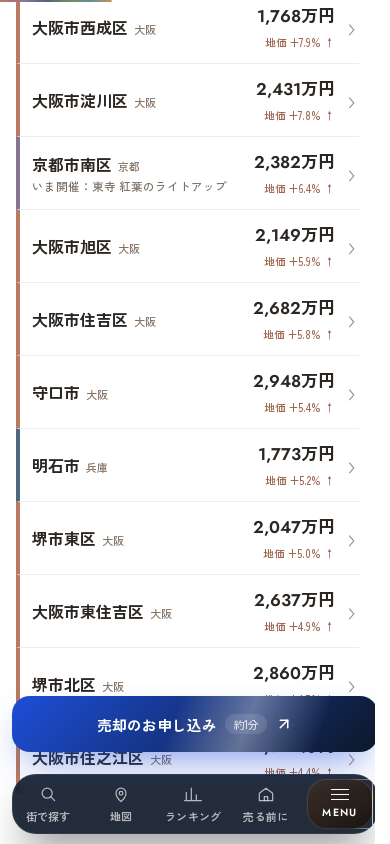 大阪市西成区 大阪
1,768万円
地価 +7.9% ↑
大阪市淀川区 大阪
2,431万円
地価 +7.8% ↑
京都市南区 京都
いま開催：東寺 紅葉のライトアップ
2,382万円
地価 +6.4% ↑
大阪市旭区 大阪
2,149万円
地価 +5.9% ↑
大阪市住吉区 大阪
2,682万円
地価 +5.8% ↑
守口市 大阪
2,948万円
地価 +5.4% ↑
明石市 兵庫
1,773万円
地価 +5.2% ↑
堺市東区 大阪
2,047万円
地価 +5.0% ↑
大阪市東住吉区 大阪
2,637万円
地価 +4.9% ↑
堺市北区 大阪
2,860万円
売却のお申し込み 約1分 ↗
大阪市住之江区 大阪
地価 +4.4% ↑
街で探す
地図
ランキング
売る前に
MENU